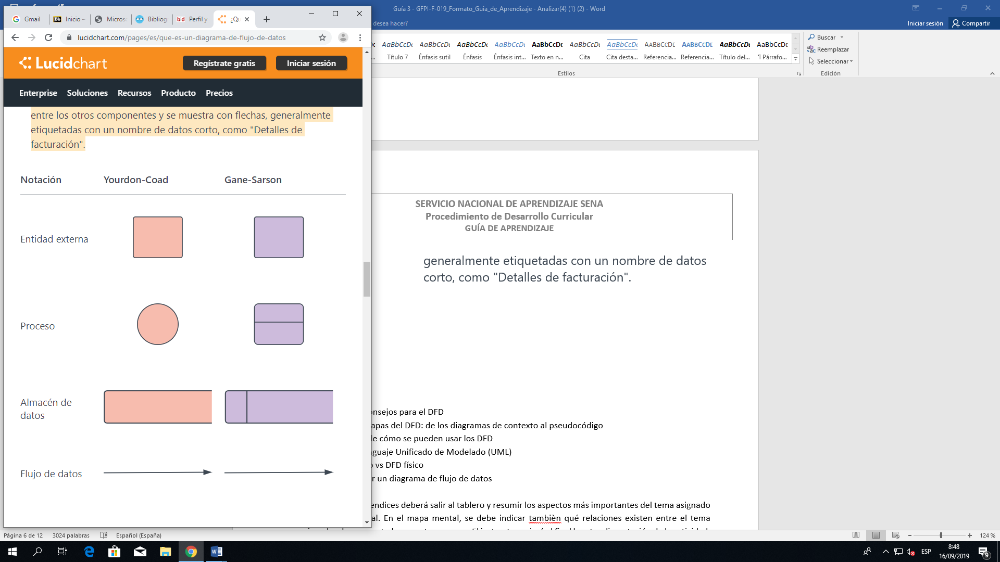 Guía 3 - GFPI-F-019_Formato_Guia_de_Aprendizaje - Analizar(4) (1) (2) - Word
desea hacer?
Iniciar sesión
Compartir
Gmail
Inicio –
Micros
Bibliog
Perfil y
¿Qu
lucidchart.com/pages/es/que-es-un-diagrama-de-flujo-de-datos
AaBbCcDc AaBbCcDc AaBbCcDc AaBbCcDc AaBbCcDc AaBbCcDc AaBbCcDc AABBCCDC AABBCCDC AaBbCcDc AaBbCcDc
Título 7 Énfasis sutil Énfasis Énfasis int... Texto en n... Cita Cita desta... Referencia... Referencia... Título del... ¶ Párrafo...
Estilos
Buscar
Reemplazar
Seleccionar
Edición
Lucidchart
Regístrate gratis
Iniciar sesión
Enterprise Soluciones Recursos Producto Precios
entre los otros componentes y se muestra con flechas, generalmente
etiquetadas con un nombre de datos corto, como "Detalles de
facturación".
Notación Yourdon-Coad Gane-Sarson
Entidad externa
Proceso
Almacén de
datos
Flujo de datos
SERVICIO NACIONAL DE APRENDIZAJE SENA
Procedimiento de Desarrollo Curricular
GUÍA DE APRENDIZAJE
generalmente etiquetadas con un nombre de datos
corto, como "Detalles de facturación".
onsejos para el DFD
apas del DFD: de los diagramas de contexto al pseudocódigo
de cómo se pueden usar los DFD
guaje Unificado de Modelado (UML)
vs DFD físico
r un diagrama de flujo de datos
endices deberá salir al tablero y resumir los aspectos más importantes del tema asignado
al. En el mapa mental, se debe indicar tambièn qué relaciones existen entre el tema
Página 6 de 12 3024 palabras Español (España)
124 %
ESP
8:48
16/09/2019
9